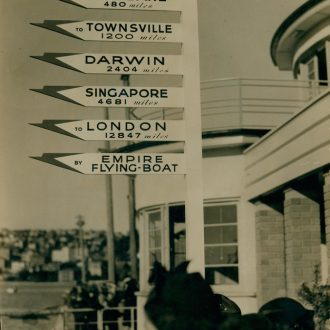 480 miles
TO TOWNSVILLE
1200 miles
DARWIN
2404 miles
SINGAPORE
4681 miles
TO LONDON
12847 miles
BY EMPIRE
FLYING-BOAT